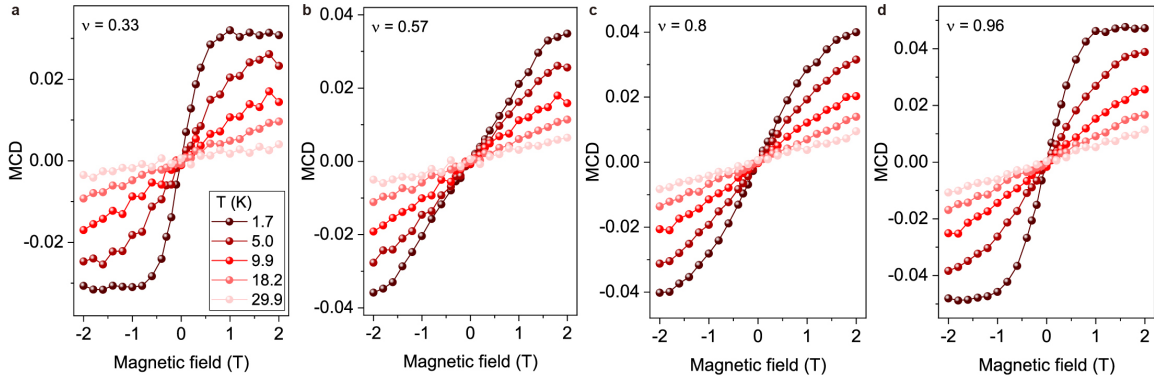 a
ν = 0.33
MCD
0.02
0.00
-0.02
-2
-1
0
1
2
Magnetic field (T)
T (K)
1.7
5.0
9.9
18.2
29.9
b
ν = 0.57
MCD
0.04
0.02
0.00
-0.02
-0.04
-2
-1
0
1
2
Magnetic field (T)
c
ν = 0.8
MCD
0.04
0.02
0.00
-0.02
-0.04
-2
-1
0
1
2
Magnetic field (T)
d
ν = 0.96
MCD
0.04
0.02
0.00
-0.02
-0.04
-2
-1
0
1
2
Magnetic field (T)